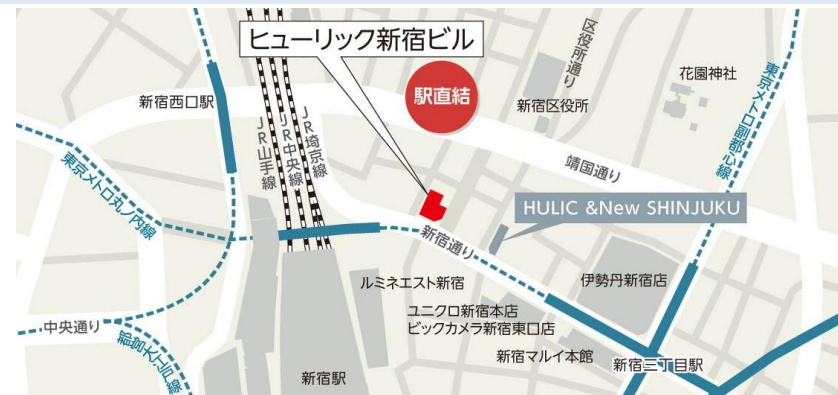 ヒューリック新宿ビル
駅直結
区役所通り
花園神社
新宿区役所
東京メトロ副都心線
新宿西口駅
JR山手線
JR中央線
JR埼京線
靖国通り
東京メトロ丸ノ内線
HULIC &New SHINJUKU
新宿通り
ルミネエスト新宿
伊勢丹新宿店
ユニクロ新宿本店
ビックカメラ新宿東口店
中央通り
都営大江戸線
新宿マルイ本館
新宿三丁目駅
新宿駅